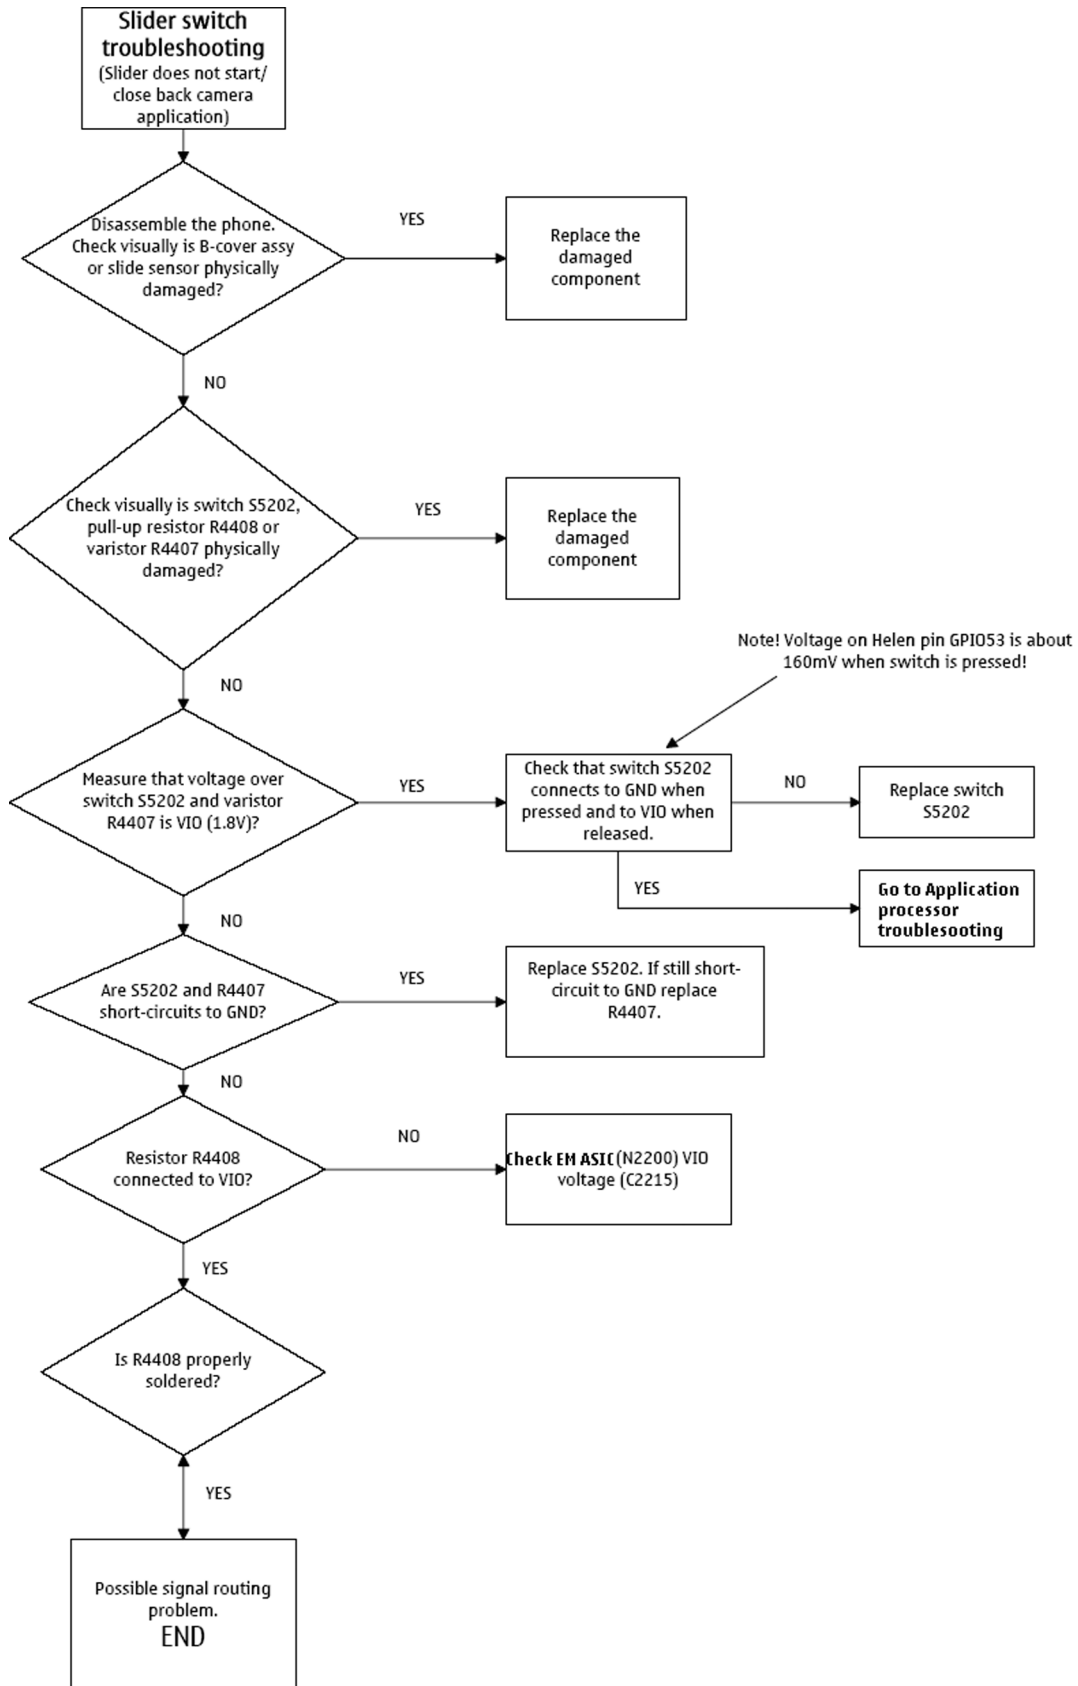 Slider switch
troubleshooting
(Slider does not start/
close back camera
application)
Disassemble the phone.
Check visually is B-cover assy
or slide sensor physically
damaged?
YES
Replace the
damaged
component
NO
Check visually is switch S5202,
pull-up resistor R4408 or
varistor R4407 physically
damaged?
YES
Replace the
damaged
component
NO
Note! Voltage on Helen pin GPIO53 is about
160mV when switch is pressed!
Measure that voltage over
switch S5202 and varistor
R4407 is VIO (1.8V)?
YES
Check that switch S5202
connects to GND when
pressed and to VIO when
released.
NO
Replace switch
S5202
YES
Go to Application
processor
troublesooting
NO
Are S5202 and R4407
short-circuits to GND?
YES
Replace S5202. If still short-
circuit to GND replace
R4407.
NO
Resistor R4408
connected to VIO?
NO
Check EM ASIC(N2200) VIO
voltage (C2215)
YES
Is R4408 properly
soldered?
YES
Possible signal routing
problem.
END